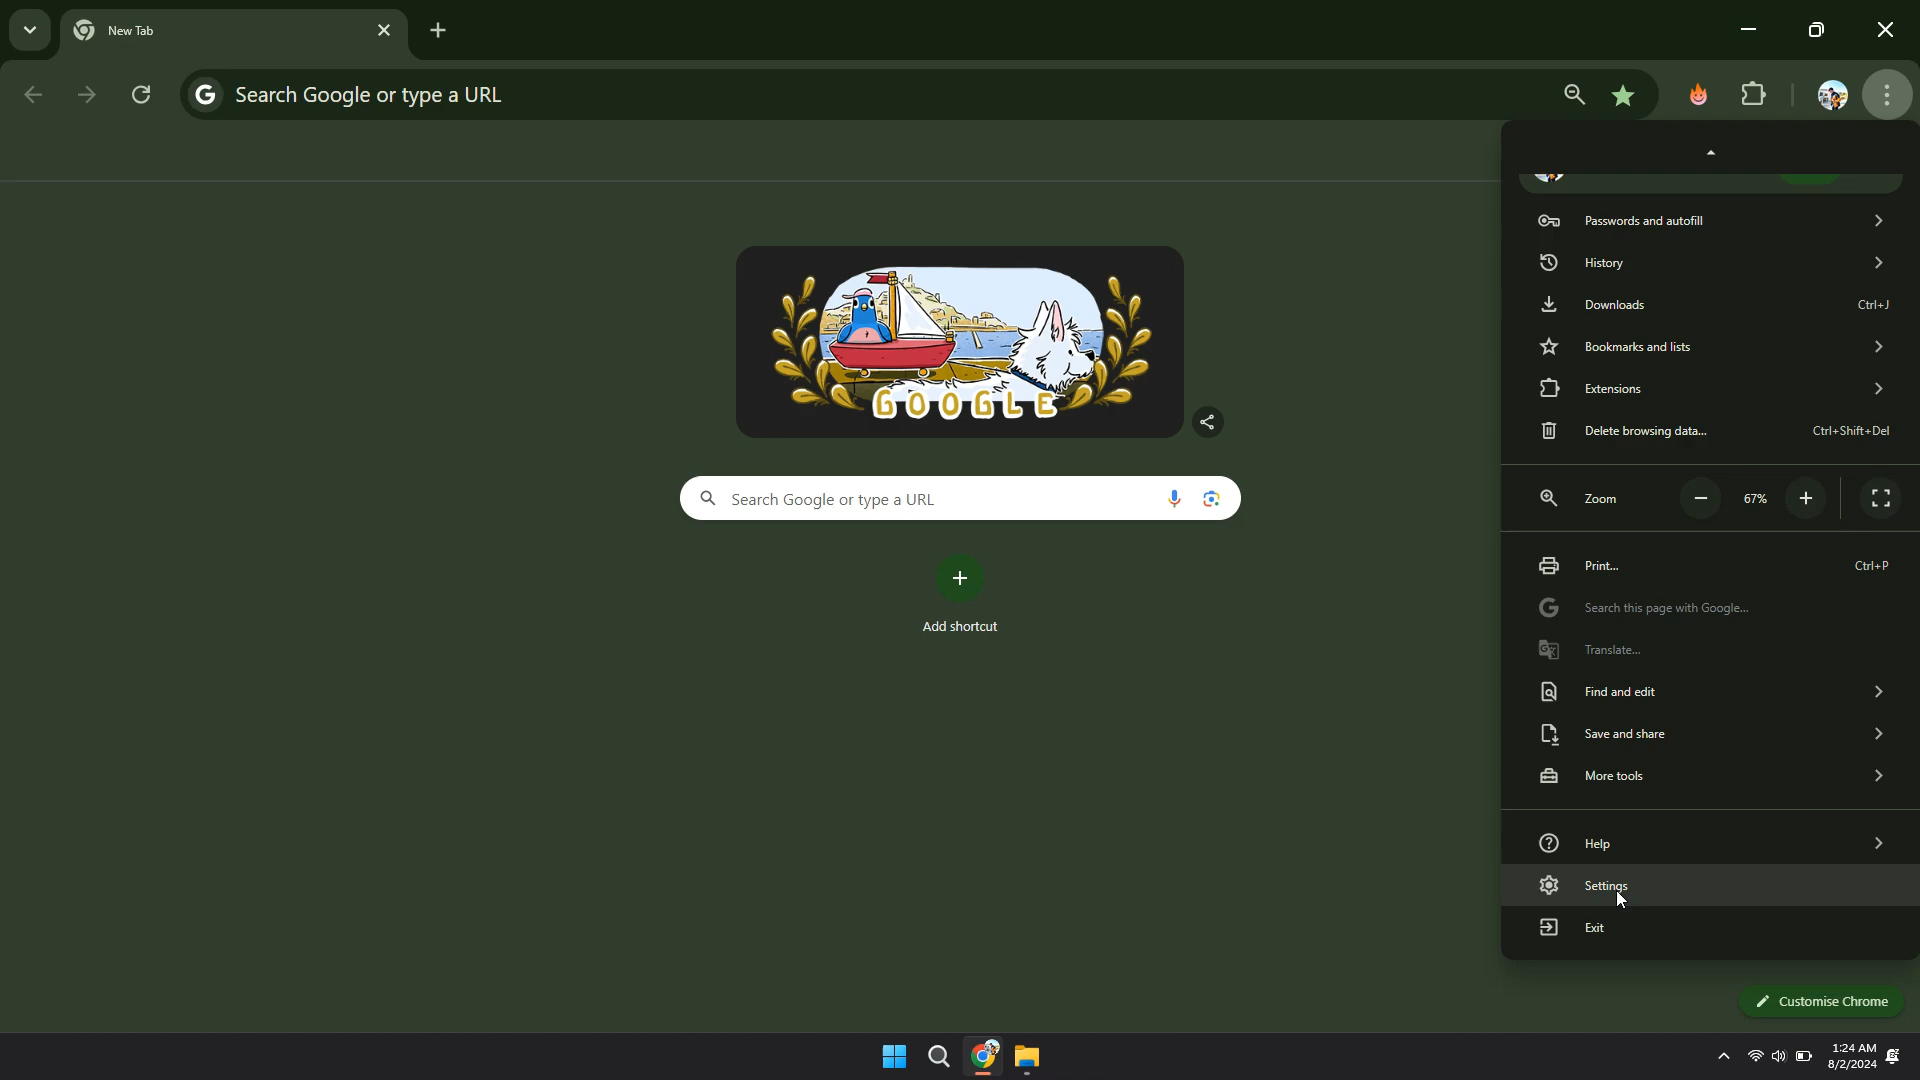 New Tab
Search Google or type a URL
Passwords and autofill
History
Downloads Ctrl+J
Bookmarks and lists
Extensions
Delete browsing data... Ctrl+Shift+Del
GOOGLE
Search Google or type a URL
Add shortcut
Zoom 67%
Print... Ctrl+P
Search this page with Google...
Translate...
Find and edit
Save and share
More tools
Help
Settings
Exit
Customise Chrome
1:24 AM
8/2/2024